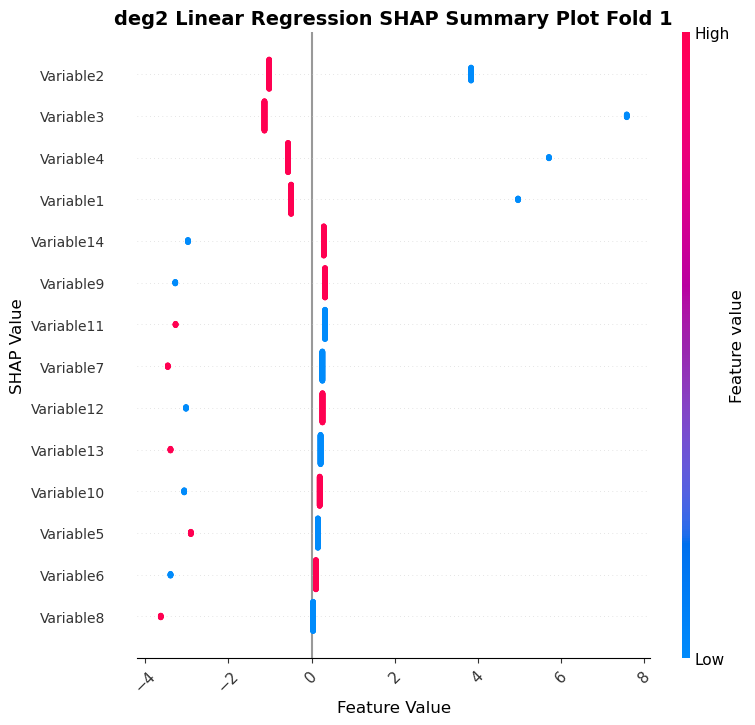 deg2 Linear Regression SHAP Summary Plot Fold 1
High
Variable2
Variable3
Variable4
Variable1
Variable14
Variable9
Variable11
Variable7
Variable12
Variable13
Variable10
Variable5
Variable6
Variable8
SHAP Value
Feature value
Low
−4 −2 0 2 4 6 8
Feature Value